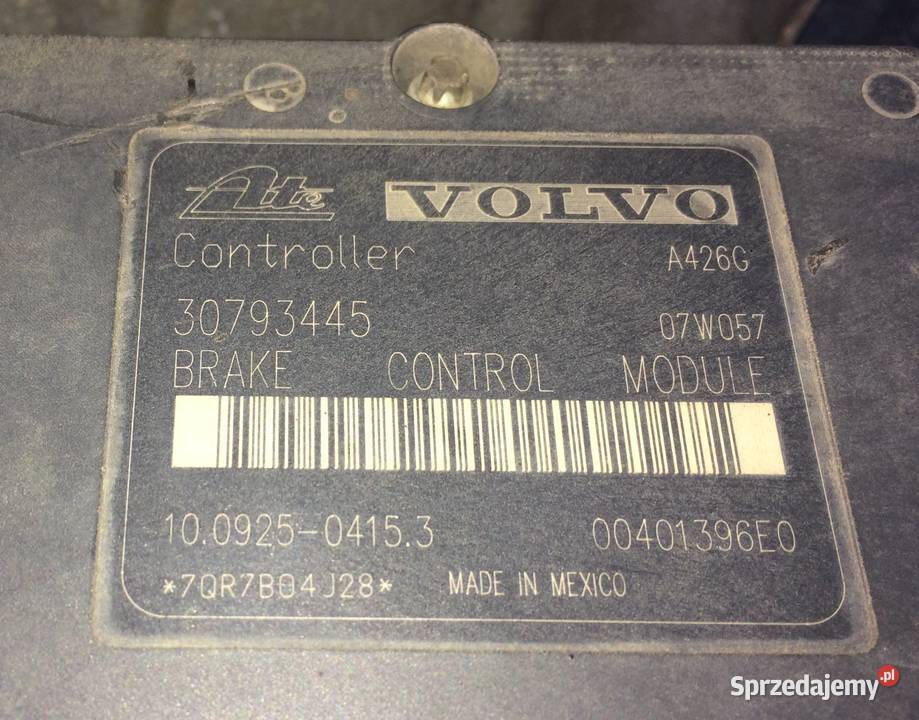 Ate VOLVO
Controller A426G
30793445 07W057
BRAKE CONTROL MODULE
10.0925-0415.3 00401396E0
*7QR7B04J28* MADE IN MEXICO
Sprzedajemy.pl